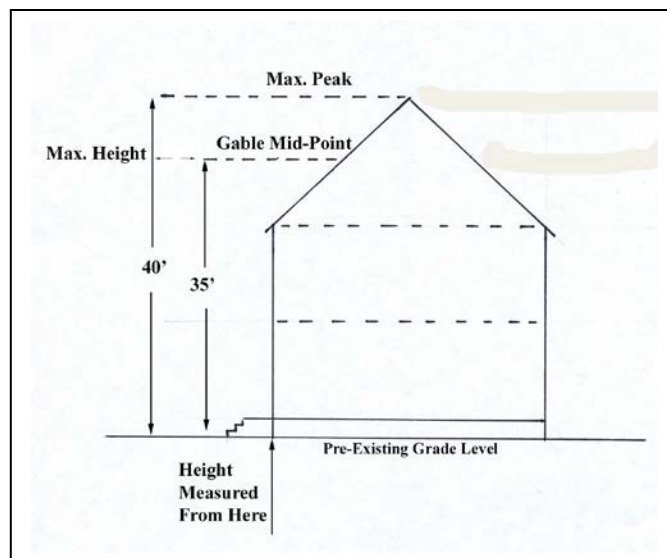 Max. Peak
Gable Mid-Point
Max. Height
40’
35’
Pre-Existing Grade Level
Height
Measured
From Here